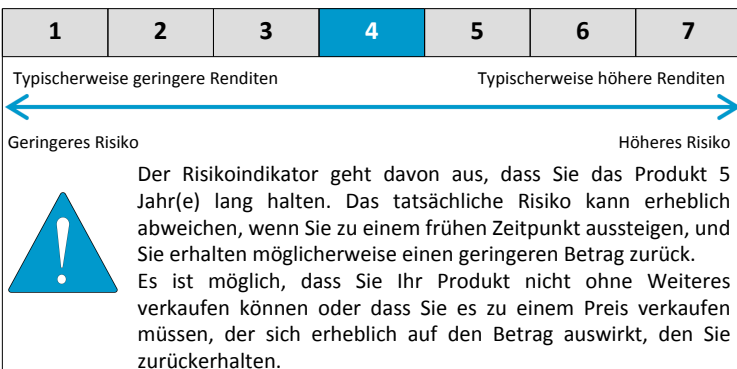 1 2 3 4 5 6 7
Typischerweise geringere Renditen Typischerweise höhere Renditen
Geringeres Risiko Höheres Risiko
Der Risikoindikator geht davon aus, dass Sie das Produkt 5
Jahr(e) lang halten. Das tatsächliche Risiko kann erheblich
abweichen, wenn Sie zu einem frühen Zeitpunkt aussteigen, und
Sie erhalten möglicherweise einen geringeren Betrag zurück.
Es ist möglich, dass Sie Ihr Produkt nicht ohne Weiteres
verkaufen können oder dass Sie es zu einem Preis verkaufen
müssen, der sich erheblich auf den Betrag auswirkt, den Sie
zurückerhalten.